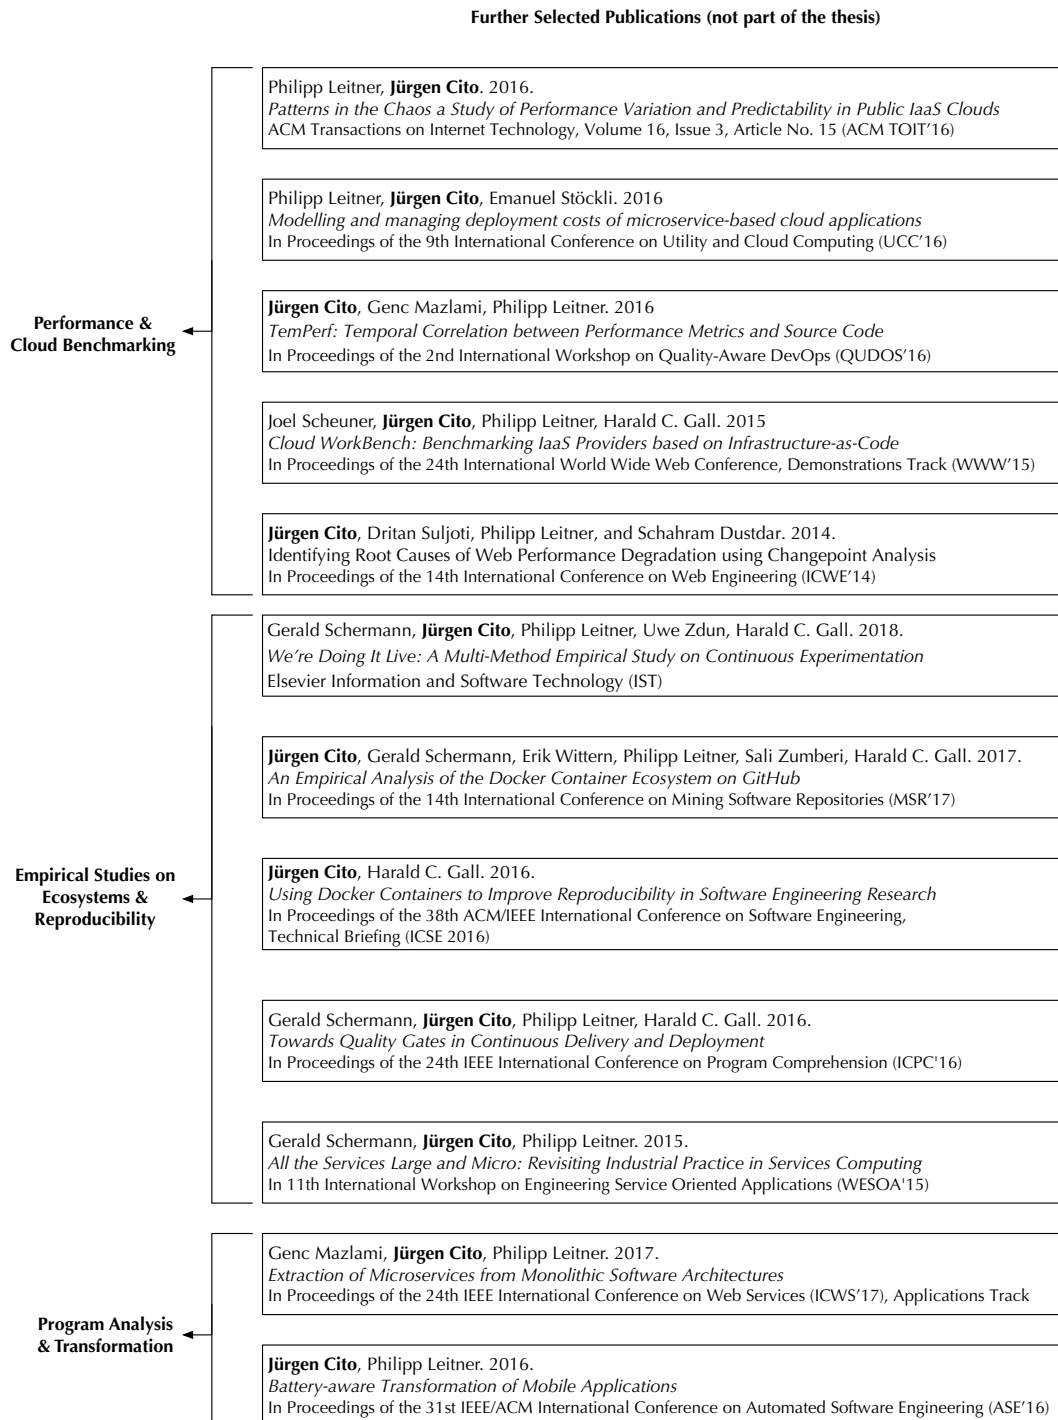 Further Selected Publications (not part of the thesis)
Philipp Leitner, Jürgen Cito. 2016.
Patterns in the Chaos a Study of Performance Variation and Predictability in Public IaaS Clouds
ACM Transactions on Internet Technology, Volume 16, Issue 3, Article No. 15 (ACM TOIT’16)
Philipp Leitner, Jürgen Cito, Emanuel Stöckli. 2016
Modelling and managing deployment costs of microservice-based cloud applications
In Proceedings of the 9th International Conference on Utility and Cloud Computing (UCC’16)
Performance &
Cloud Benchmarking
Jürgen Cito, Genc Mazlami, Philipp Leitner. 2016
TemPerf: Temporal Correlation between Performance Metrics and Source Code
In Proceedings of the 2nd International Workshop on Quality-Aware DevOps (QUDOS’16)
Joel Scheuner, Jürgen Cito, Philipp Leitner, Harald C. Gall. 2015
Cloud WorkBench: Benchmarking IaaS Providers based on Infrastructure-as-Code
In Proceedings of the 24th International World Wide Web Conference, Demonstrations Track (WWW’15)
Jürgen Cito, Dritan Suljoti, Philipp Leitner, and Schahram Dustdar. 2014.
Identifying Root Causes of Web Performance Degradation using Changepoint Analysis
In Proceedings of the 14th International Conference on Web Engineering (ICWE’14)
Gerald Schermann, Jürgen Cito, Philipp Leitner, Uwe Zdun, Harald C. Gall. 2018.
We’re Doing It Live: A Multi-Method Empirical Study on Continuous Experimentation
Elsevier Information and Software Technology (IST)
Jürgen Cito, Gerald Schermann, Erik Wittern, Philipp Leitner, Sali Zumberi, Harald C. Gall. 2017.
An Empirical Analysis of the Docker Container Ecosystem on GitHub
In Proceedings of the 14th International Conference on Mining Software Repositories (MSR’17)
Empirical Studies on
Ecosystems &
Reproducibility
Jürgen Cito, Harald C. Gall. 2016.
Using Docker Containers to Improve Reproducibility in Software Engineering Research
In Proceedings of the 38th ACM/IEEE International Conference on Software Engineering,
Technical Briefing (ICSE 2016)
Gerald Schermann, Jürgen Cito, Philipp Leitner, Harald C. Gall. 2016.
Towards Quality Gates in Continuous Delivery and Deployment
In Proceedings of the 24th IEEE International Conference on Program Comprehension (ICPC'16)
Gerald Schermann, Jürgen Cito, Philipp Leitner. 2015.
All the Services Large and Micro: Revisiting Industrial Practice in Services Computing
In 11th International Workshop on Engineering Service Oriented Applications (WESOA'15)
Genc Mazlami, Jürgen Cito, Philipp Leitner. 2017.
Extraction of Microservices from Monolithic Software Architectures
In Proceedings of the 24th IEEE International Conference on Web Services (ICWS’17), Applications Track
Program Analysis
& Transformation
Jürgen Cito, Philipp Leitner. 2016.
Battery-aware Transformation of Mobile Applications
In Proceedings of the 31st IEEE/ACM International Conference on Automated Software Engineering (ASE’16)